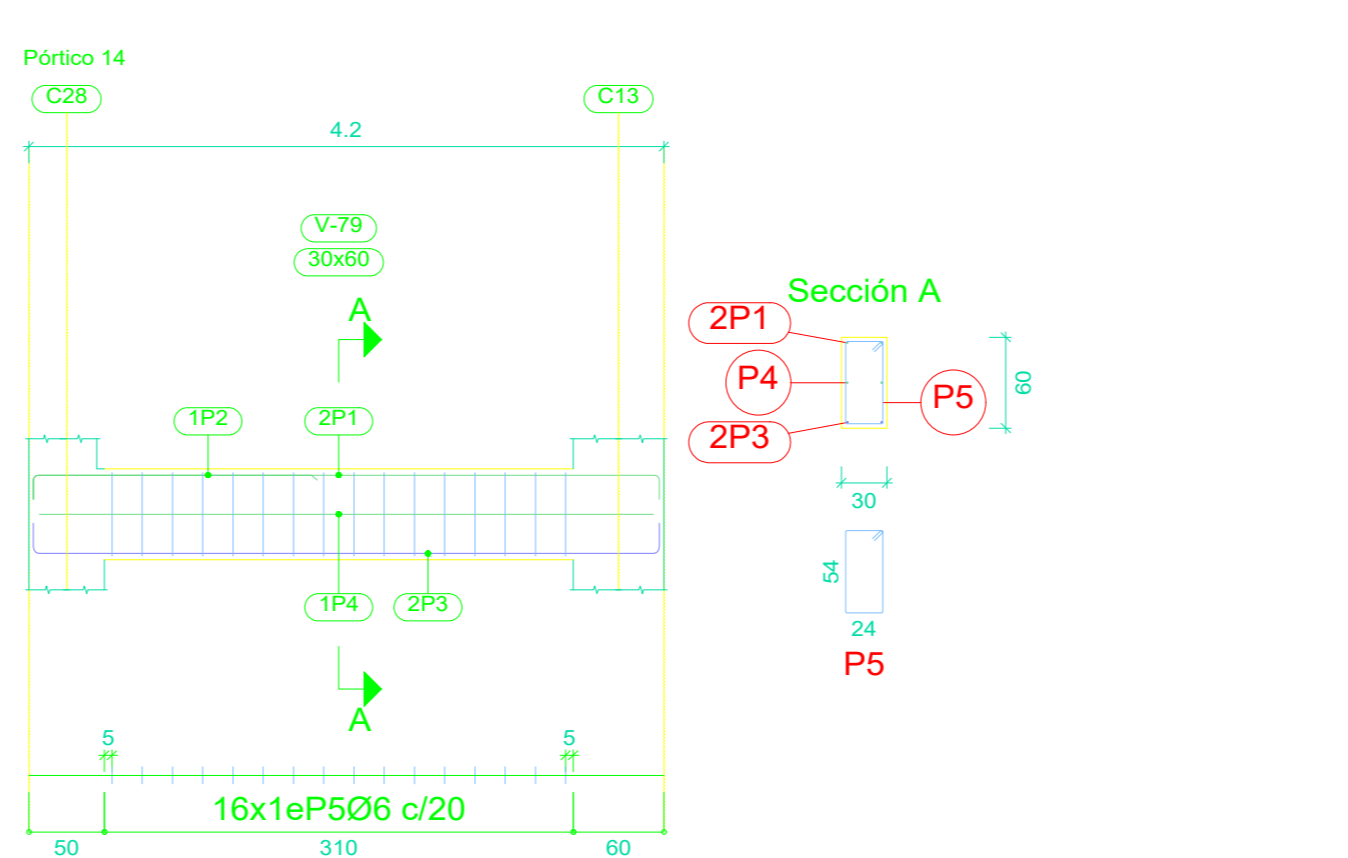 Pórtico 14
C28
C13
4.2
V-79
30x60
A
1P2
2P1
1P4
2P3
A
5
5
16x1eP5Ø6 c/20
50
310
60
Sección A
2P1
P4
P5
2P3
60
30
54
24
P5